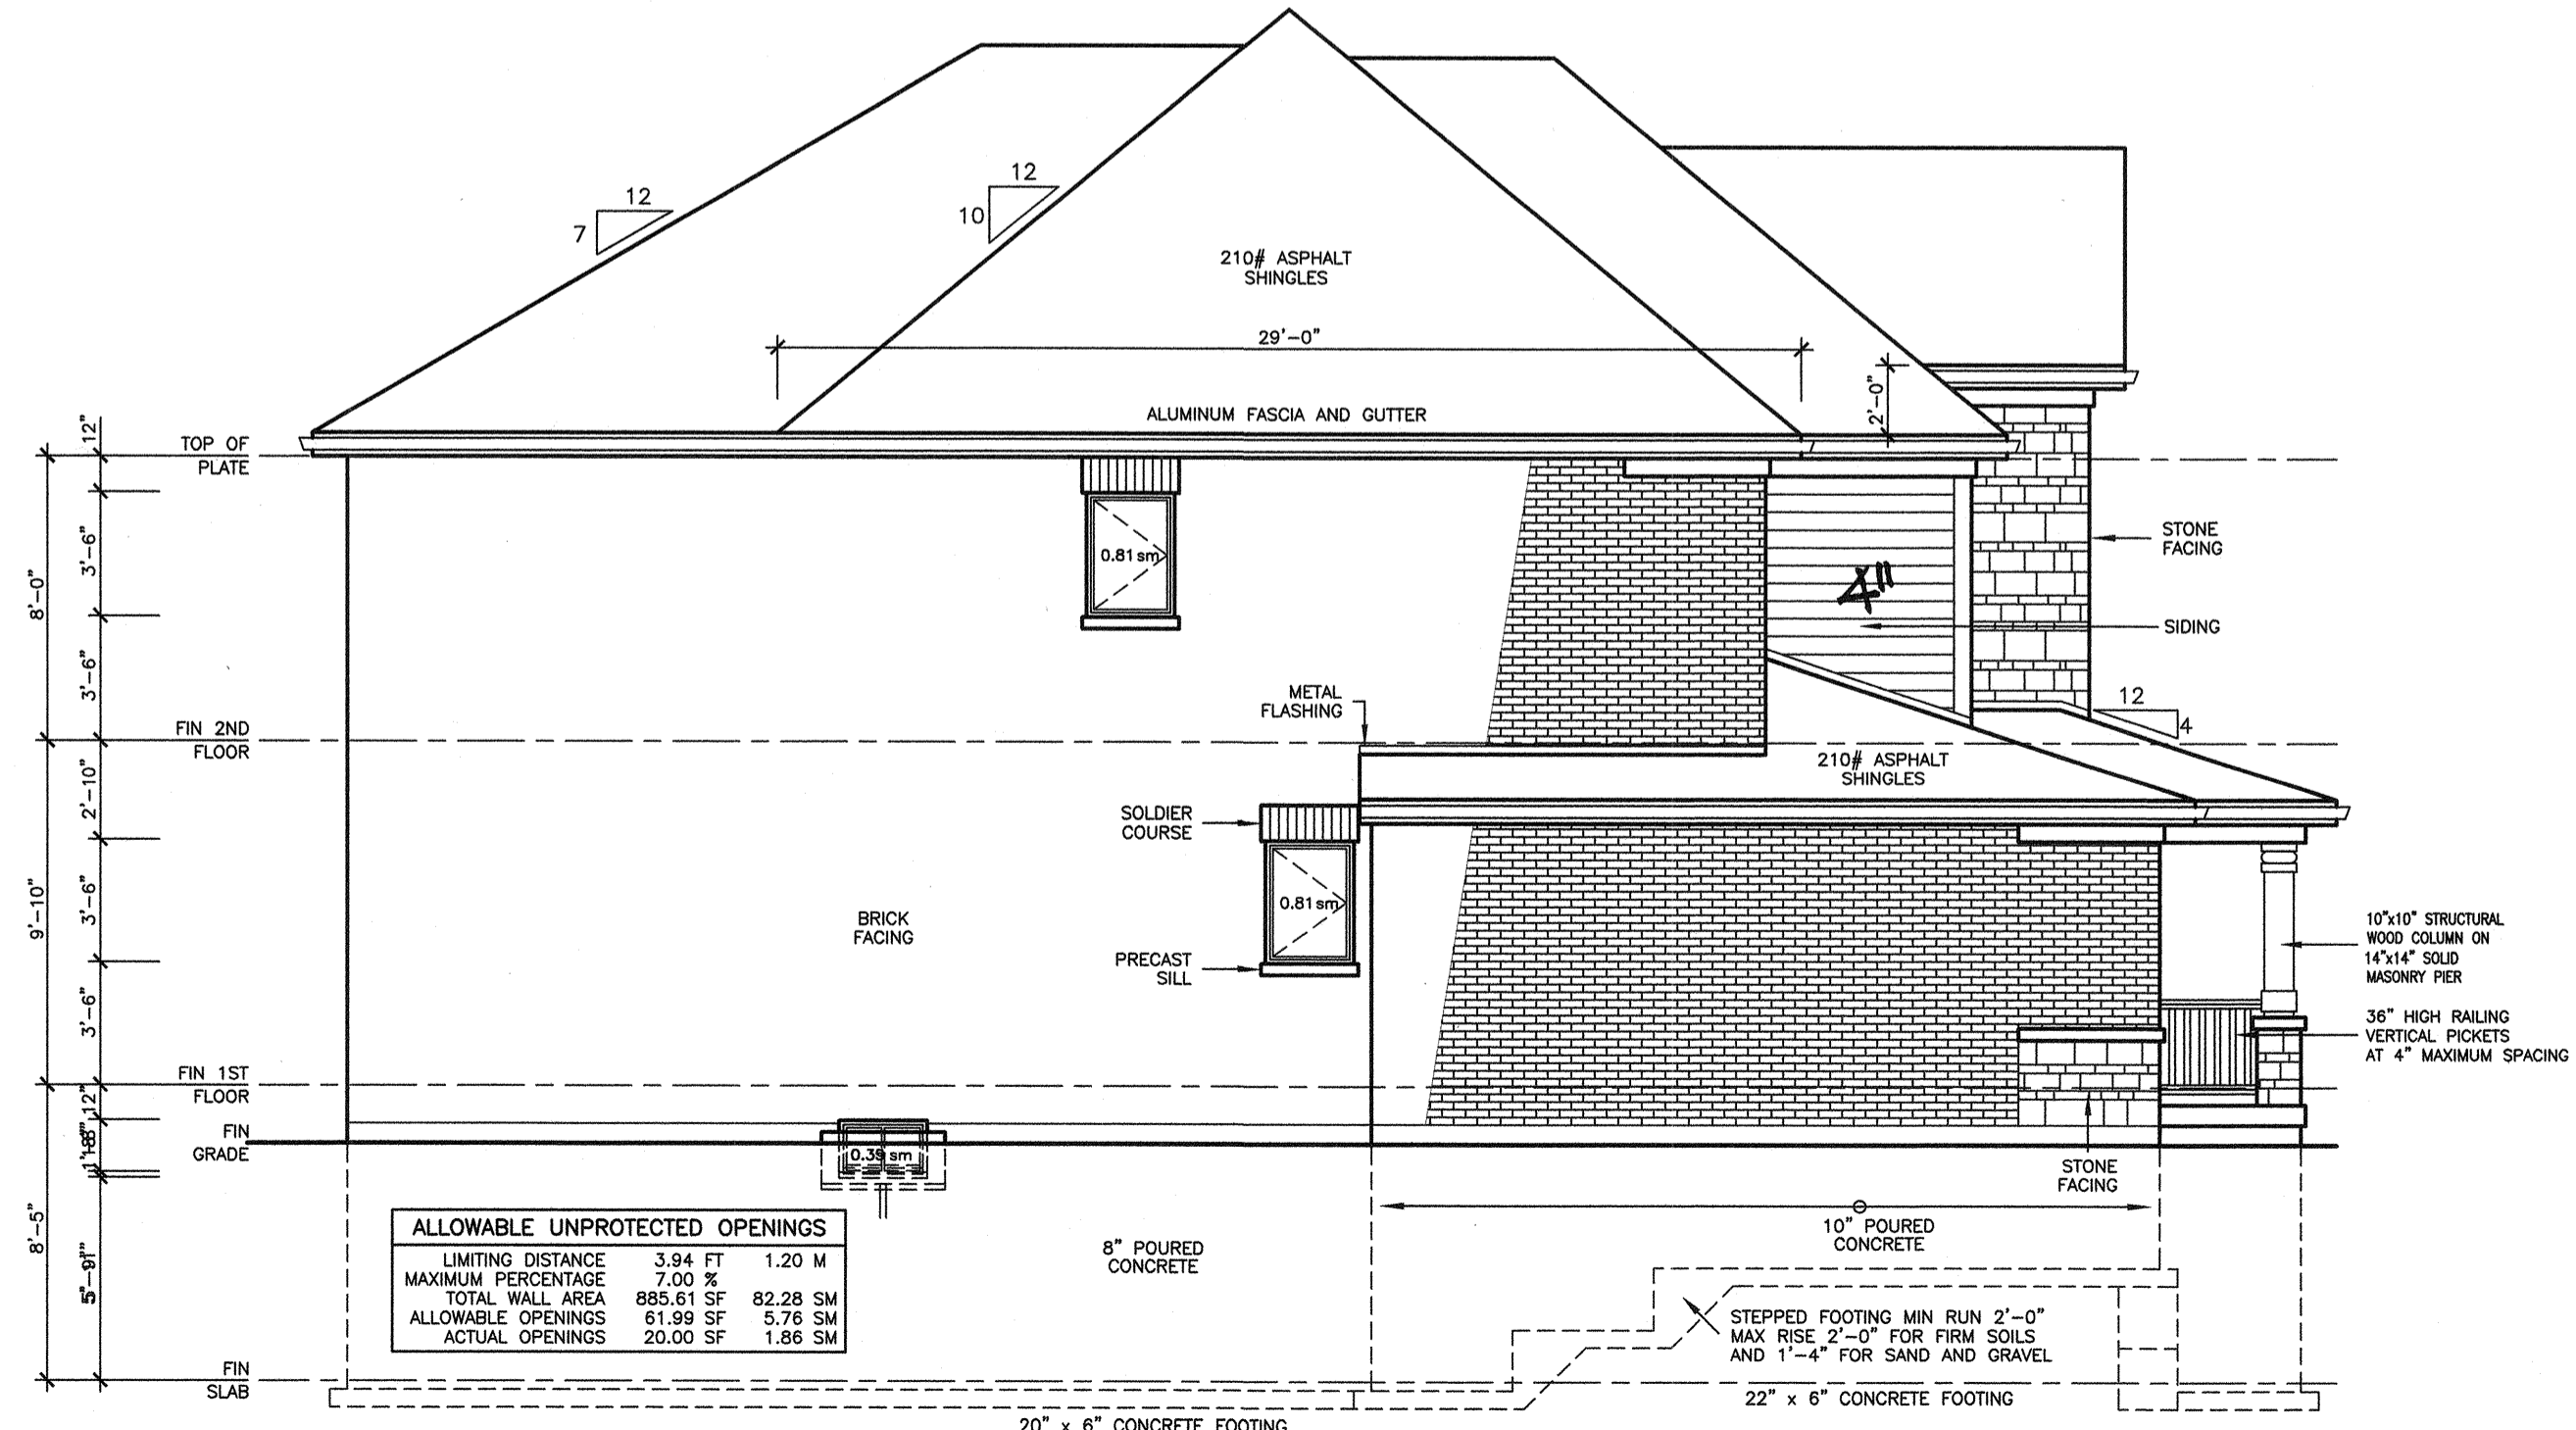 12
7
12
10
210# ASPHALT
SHINGLES
29'-0"
2'-0"
ALUMINUM FASCIA AND GUTTER
12"
TOP OF
PLATE
3'-6"
8'-0"
3'-6"
0.81 sm
4"
STONE
FACING
SIDING
METAL
FLASHING
12
4
FIN 2ND
FLOOR
210# ASPHALT
SHINGLES
2'-10"
SOLDIER
COURSE
9'-10"
3'-6"
0.81 sm
BRICK
FACING
PRECAST
SILL
3'-6"
10"x10" STRUCTURAL
WOOD COLUMN ON
14"x14" SOLID
MASONRY PIER
36" HIGH RAILING
VERTICAL PICKETS
AT 4" MAXIMUM SPACING
FIN 1ST
FLOOR
12"
FIN
GRADE
0.39 sm
STONE
FACING
8'-5"
10" POURED
CONCRETE
8" POURED
CONCRETE
ALLOWABLE UNPROTECTED OPENINGS
LIMITING DISTANCE 3.94 FT 1.20 M
MAXIMUM PERCENTAGE 7.00 %
TOTAL WALL AREA 885.61 SF 82.28 SM
ALLOWABLE OPENINGS 61.99 SF 5.76 SM
ACTUAL OPENINGS 20.00 SF 1.86 SM
STEPPED FOOTING MIN RUN 2'-0"
MAX RISE 2'-0" FOR FIRM SOILS
AND 1'-4" FOR SAND AND GRAVEL
FIN
SLAB
22" x 6" CONCRETE FOOTING
20" x 6" CONCRETE FOOTING